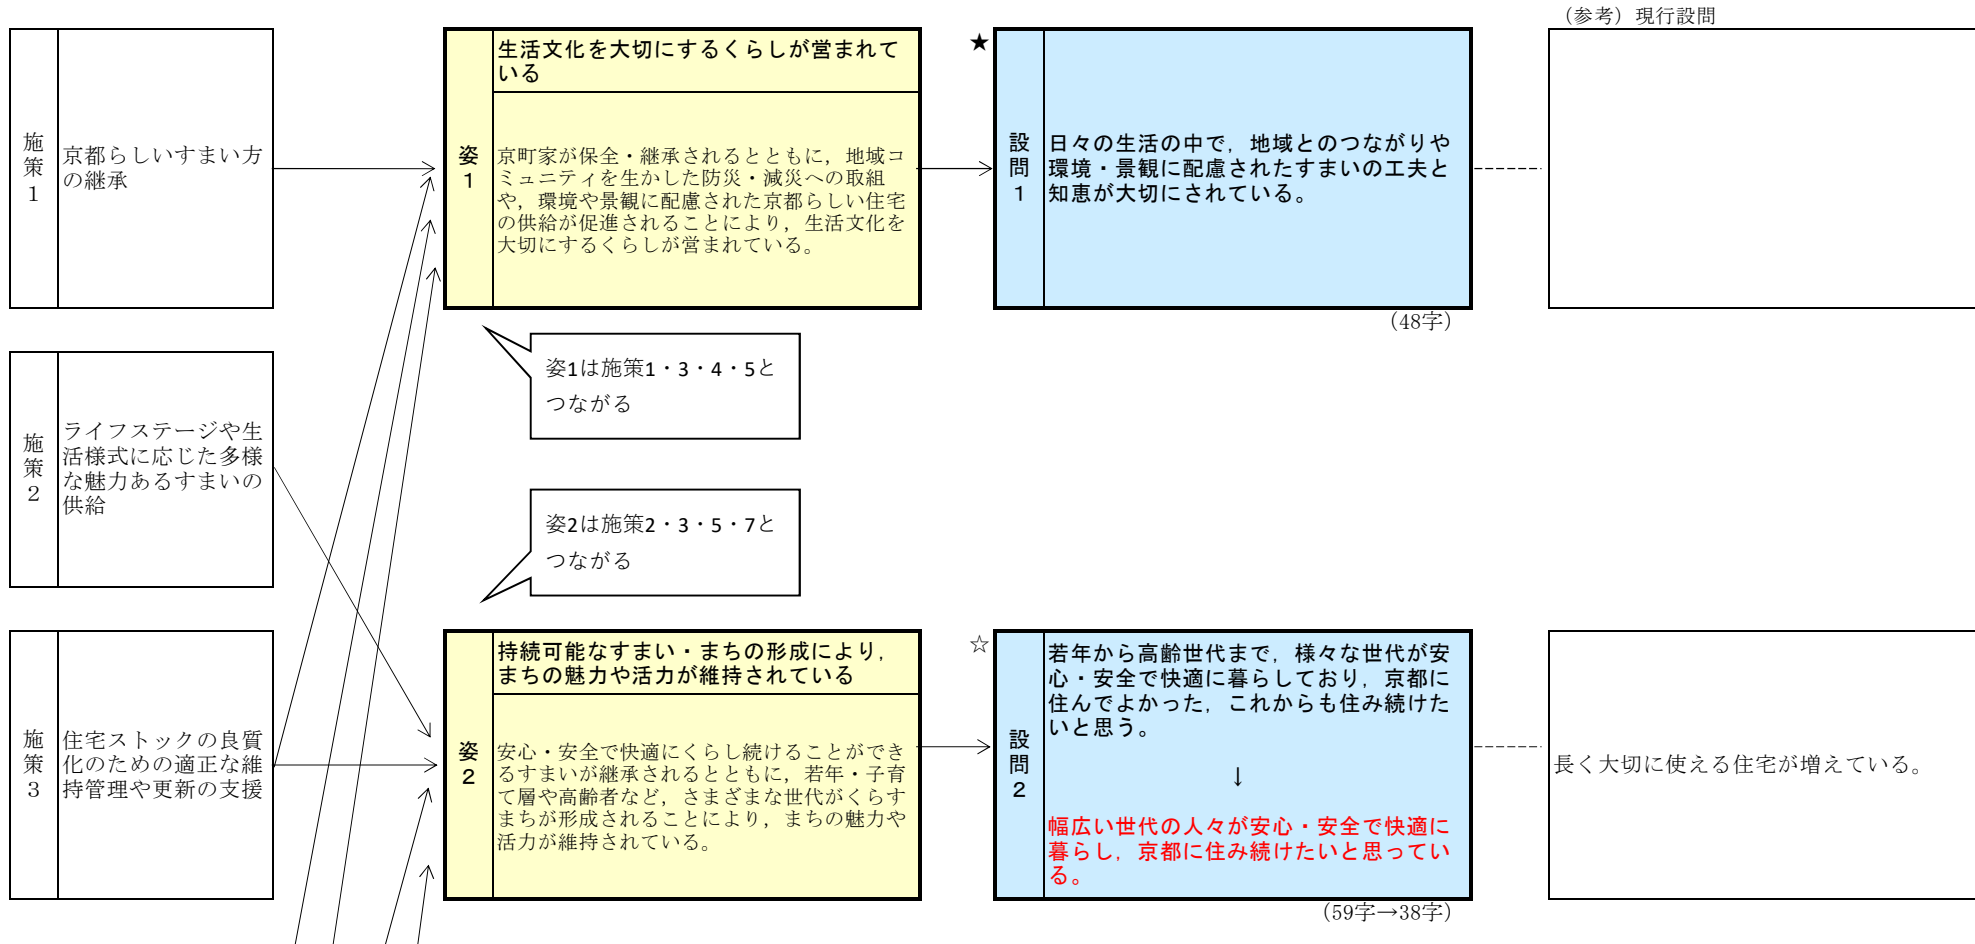 （参考）現行設問
施策１
京都らしいすまい方
の継承
姿１
生活文化を大切にするくらしが営まれて
いる
京町家が保全・継承されるとともに，地域コ
ミュニティを生かした防災・減災への取組
や，環境や景観に配慮された京都らしい住宅
の供給が促進されることにより，生活文化を
大切にするくらしが営まれている。
★
設問１
日々の生活の中で，地域とのつながりや
環境・景観に配慮されたすまいの工夫と
知恵が大切にされている。
（48字）
姿1は施策1・3・4・5と
つながる
施策２
ライフステージや生
活様式に応じた多様
な魅力あるすまいの
供給
姿2は施策2・3・5・7と
つながる
施策３
住宅ストックの良質
化のための適正な維
持管理や更新の支援
姿２
持続可能なすまい・まちの形成により，
まちの魅力や活力が維持されている
安心・安全で快適にくらし続けることができ
るすまいが継承されるとともに，若年・子育
て層や高齢者など，さまざまな世代がくらす
まちが形成されることにより，まちの魅力や
活力が維持されている。
☆
設問２
若年から高齢世代まで，様々な世代が安
心・安全で快適に暮らしており，京都に
住んでよかった，これからも住み続けた
いと思う。
↓
幅広い世代の人々が安心・安全で快適に
暮らし，京都に住み続けたいと思ってい
る。
（59字→38字）
長く大切に使える住宅が増えている。